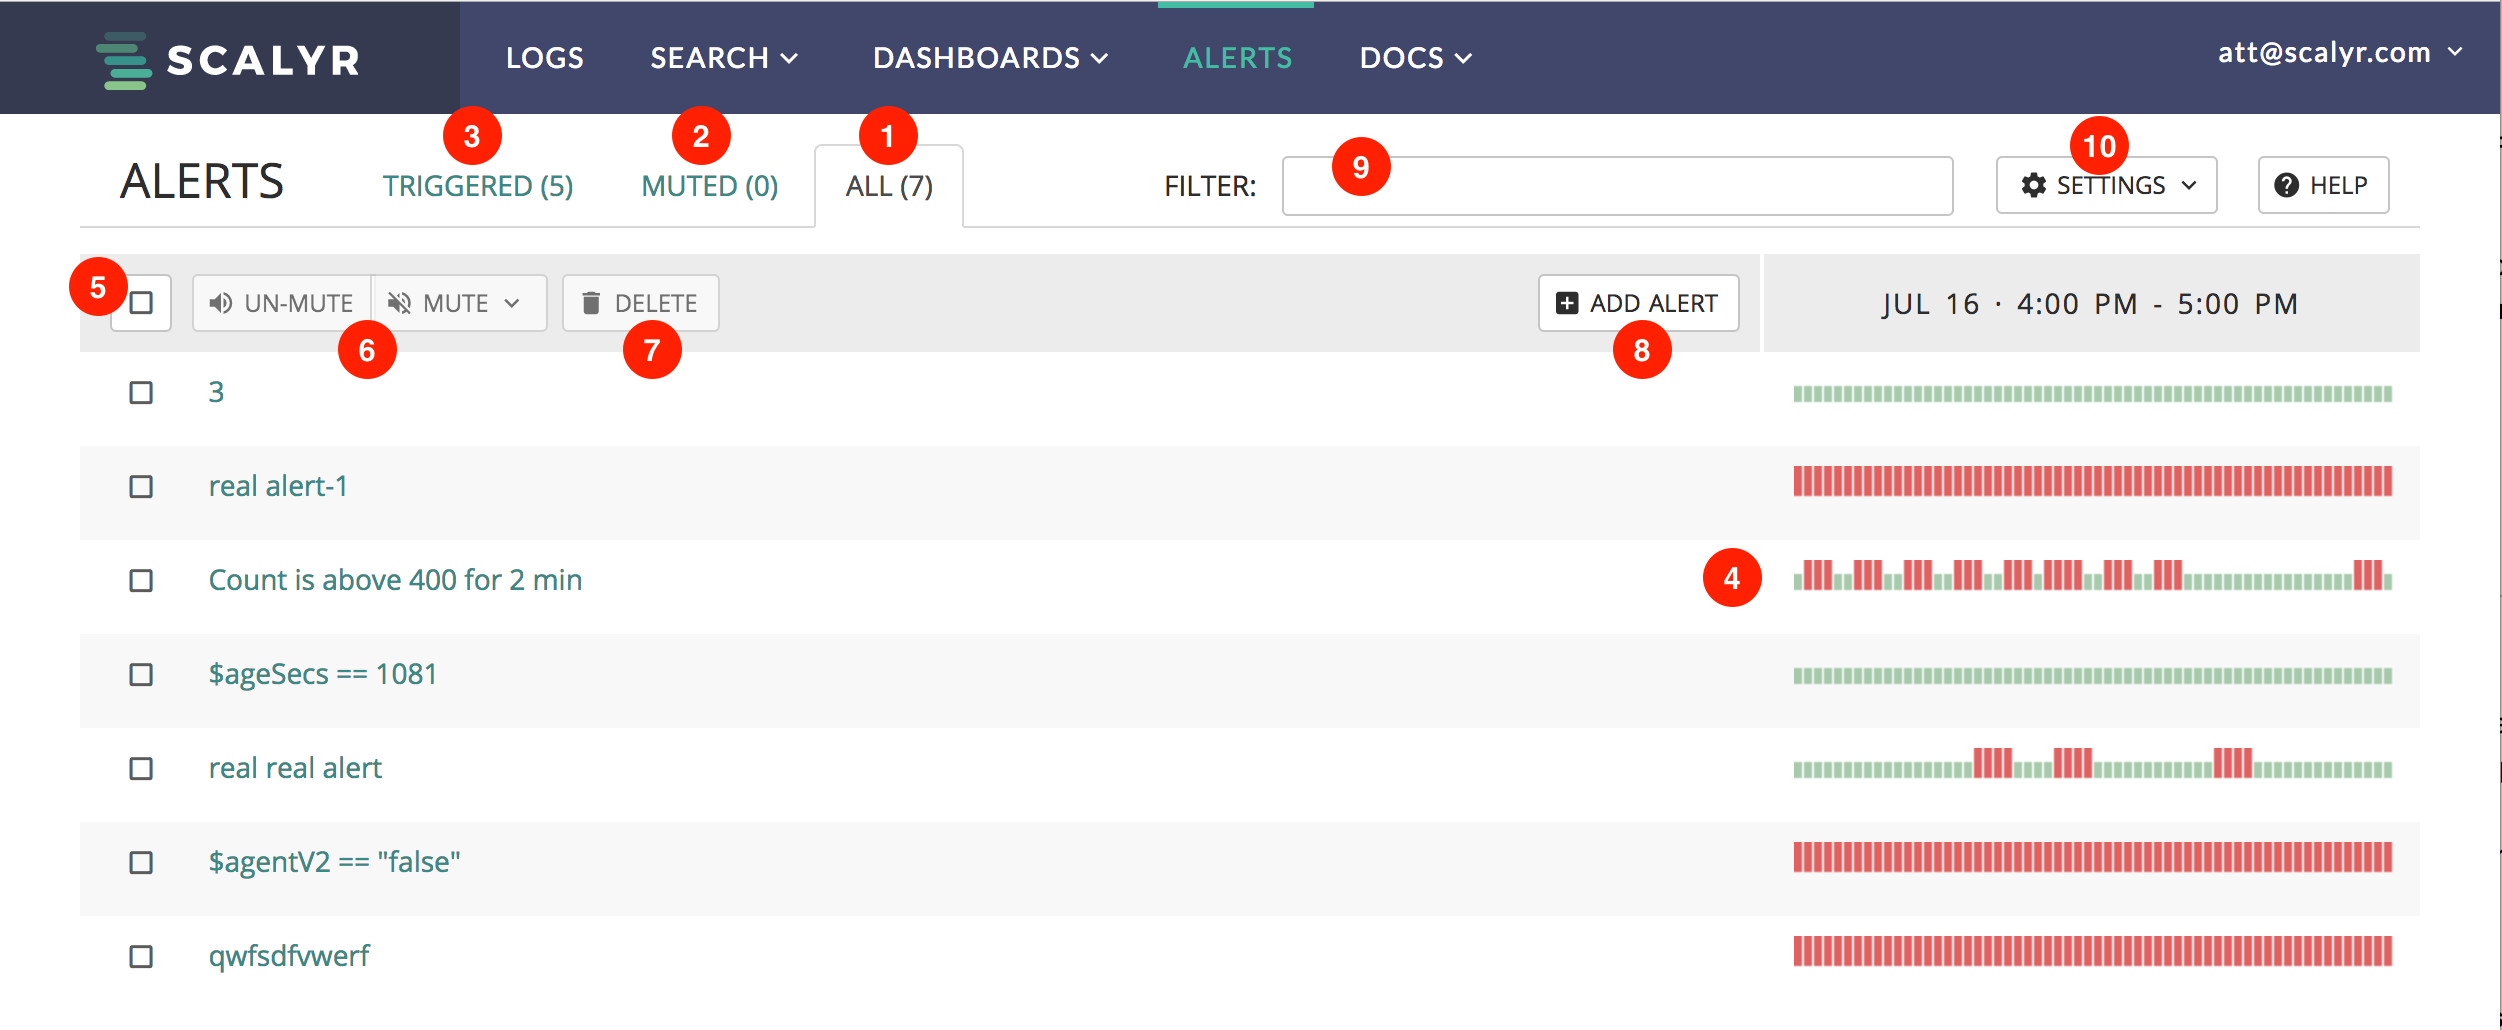 SCALYR LOGS SEARCH DASHBOARDS ALERTS DOCS att@scalyr.com
3 2 1 9 10
ALERTS TRIGGERED (5) MUTED (0) ALL (7) FILTER: SETTINGS HELP
5 UN-MUTE MUTE DELETE ADD ALERT JUL 16 · 4:00 PM - 5:00 PM
6 7 8
3
real alert-1
Count is above 400 for 2 min 4
$ageSecs == 1081
real real alert
$agentV2 == "false"
qwfsdfvwerf